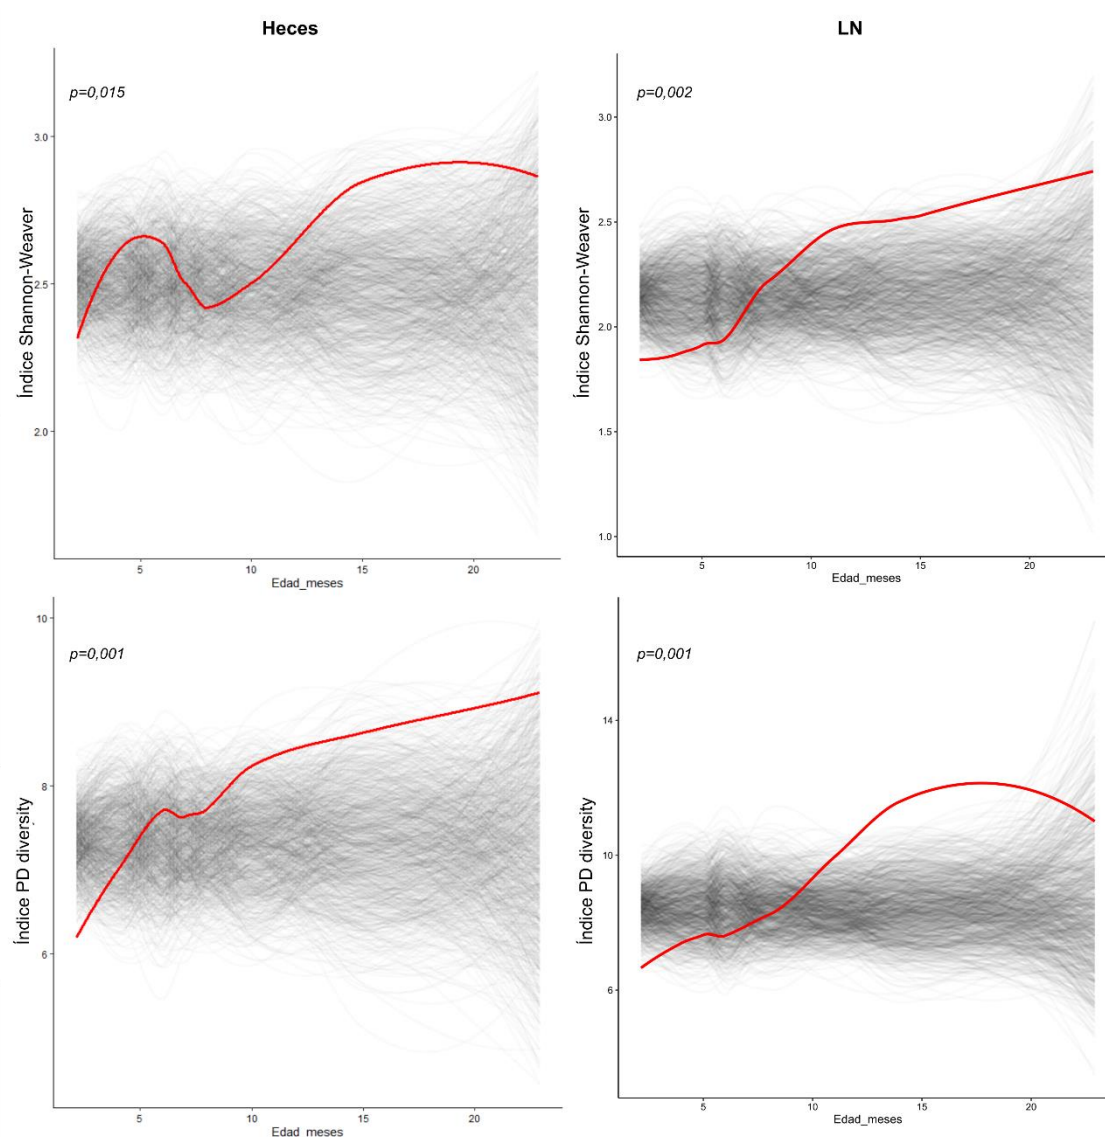 Heces
p=0,015
Índice Shannon-Weaver
3.0
2.5
2.0
5
10
15
20
Edad_meses
LN
p=0,002
Índice Shannon-Weaver
3.0
2.5
2.0
1.5
1.0
5
10
15
20
Edad_meses
p=0,001
Índice PD diversity
10
8
6
5
10
15
20
Edad_meses
p=0,001
Índice PD diversity
14
10
6
5
10
15
20
Edad_meses